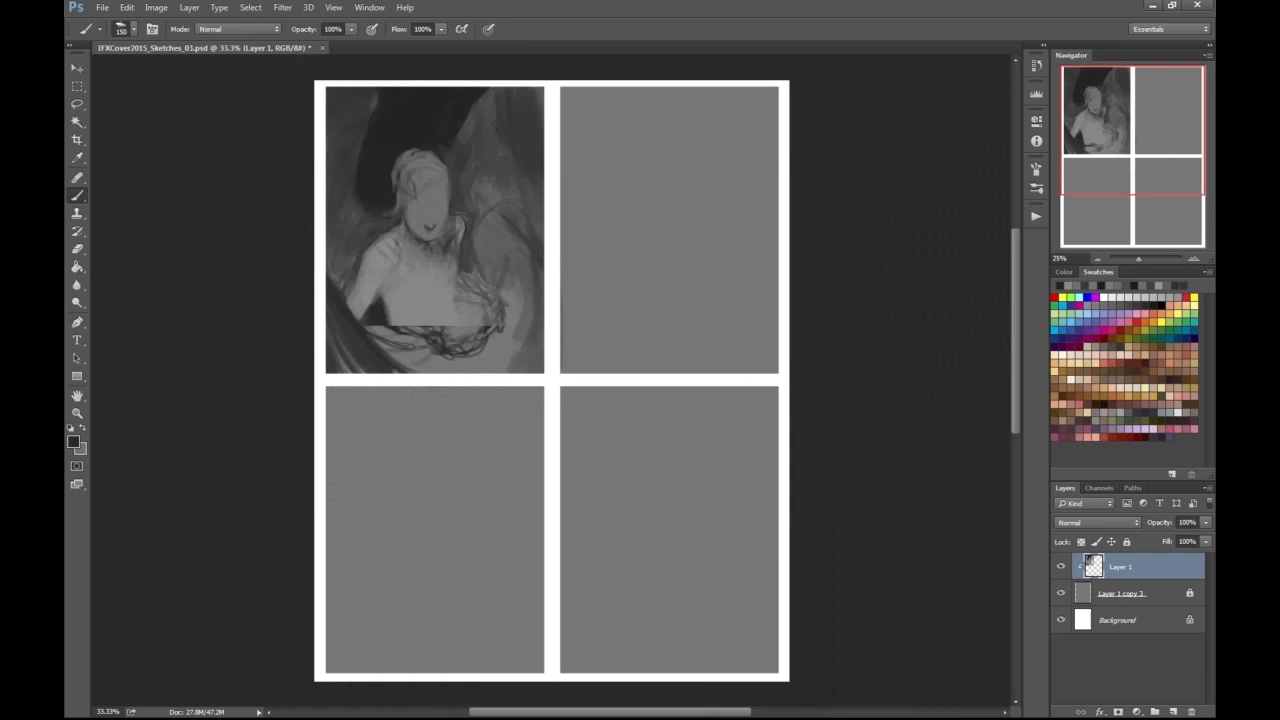 Ps File Edit Image Layer Type Select Filter 3D View Window Help
150 Mode: Normal Opacity: 100% Flow: 100% Essentials
IFXCover2015_Sketches_03.psd @ 33.3% (Layer 1, RGB/8#) * ×
Navigator
25%
Color Swatches
Layers Channels Paths
Kind
Normal Opacity: 100%
Lock: Fill: 100%
Layer 1
Layer 1 copy 3
Background
33.33% Doc: 27.8M/47.2M